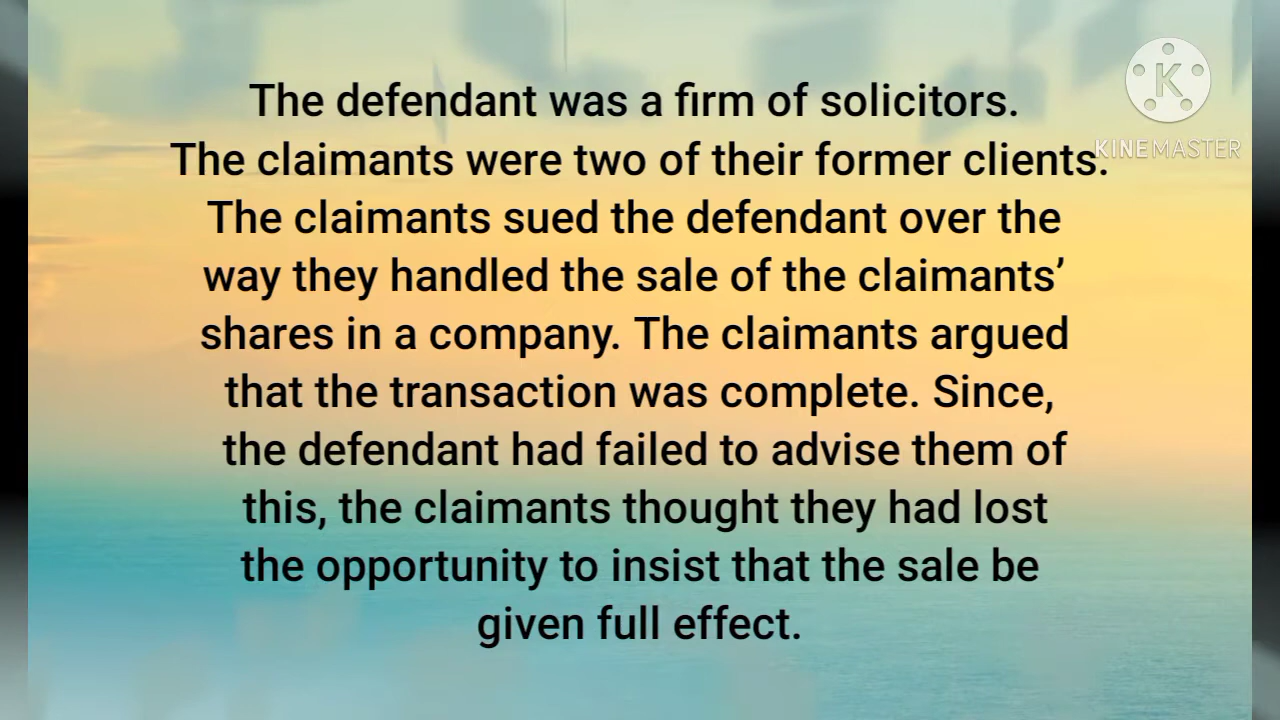 The defendant was a firm of solicitors.
The claimants were two of their former clients.
The claimants sued the defendant over the
way they handled the sale of the claimants’
shares in a company. The claimants argued
that the transaction was complete. Since,
the defendant had failed to advise them of
this, the claimants thought they had lost
the opportunity to insist that the sale be
given full effect.
K
KINEMASTER